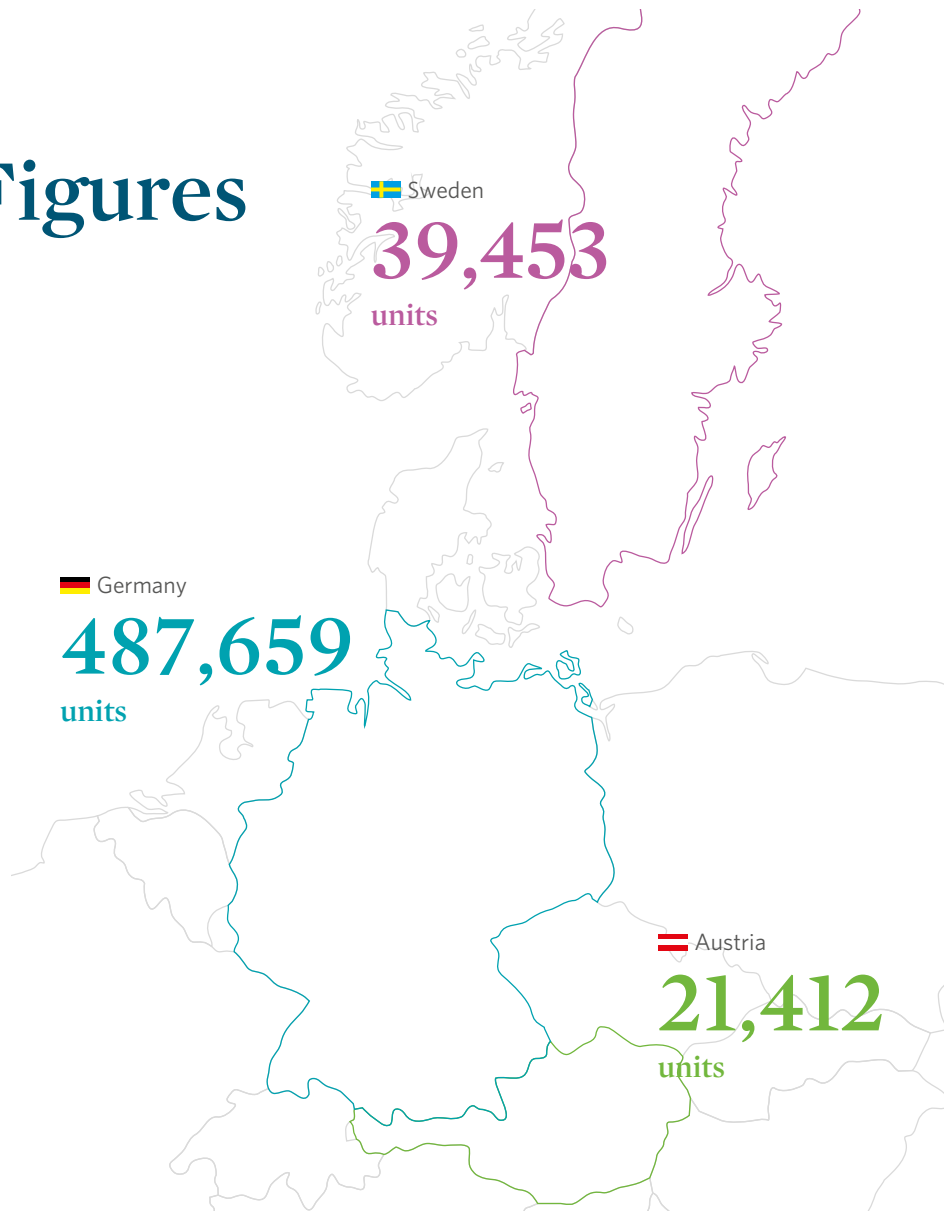 Figures
Sweden
39,453
units
Germany
487,659
units
Austria
21,412
units